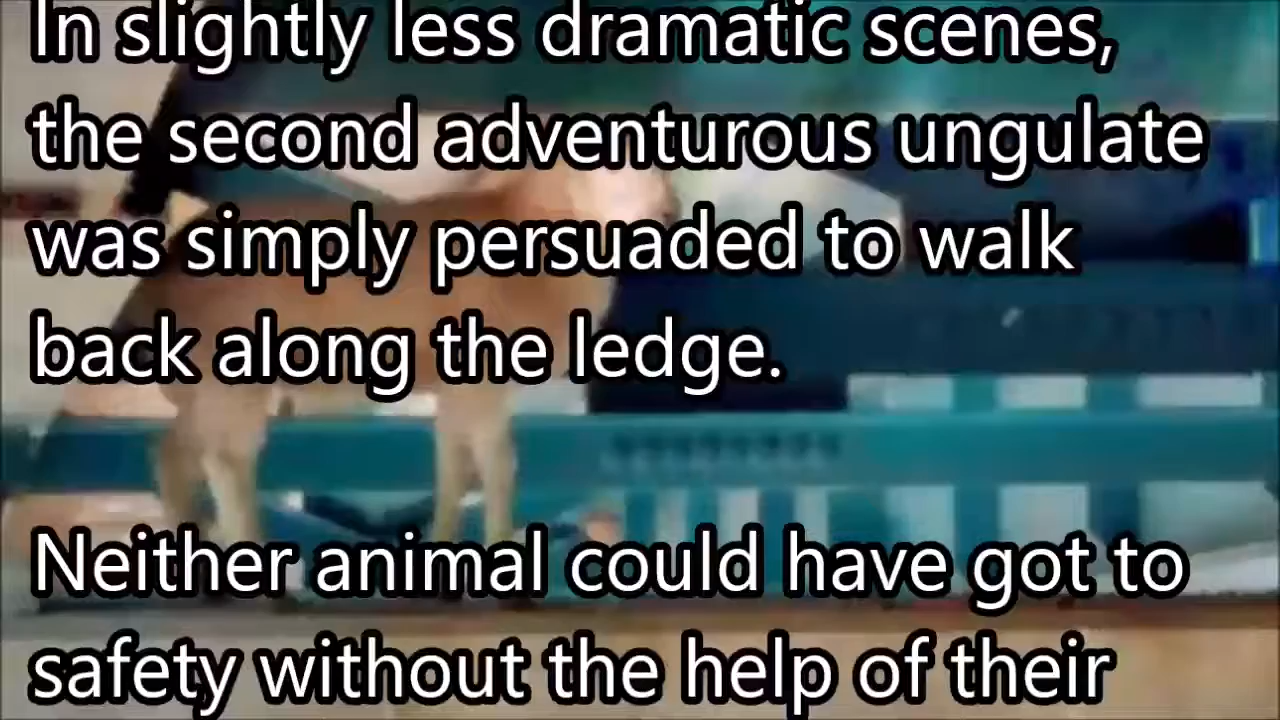 In slightly less dramatic scenes,
the second adventurous ungulate
was simply persuaded to walk
back along the ledge.
Neither animal could have got to
safety without the help of their